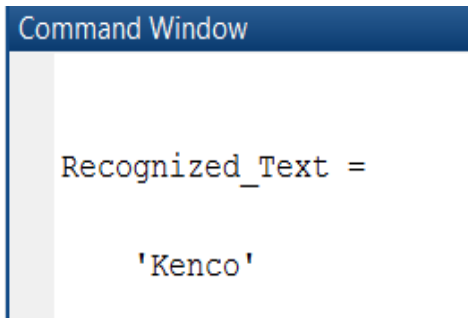 Command Window
Recognized_Text =
'Kenco'